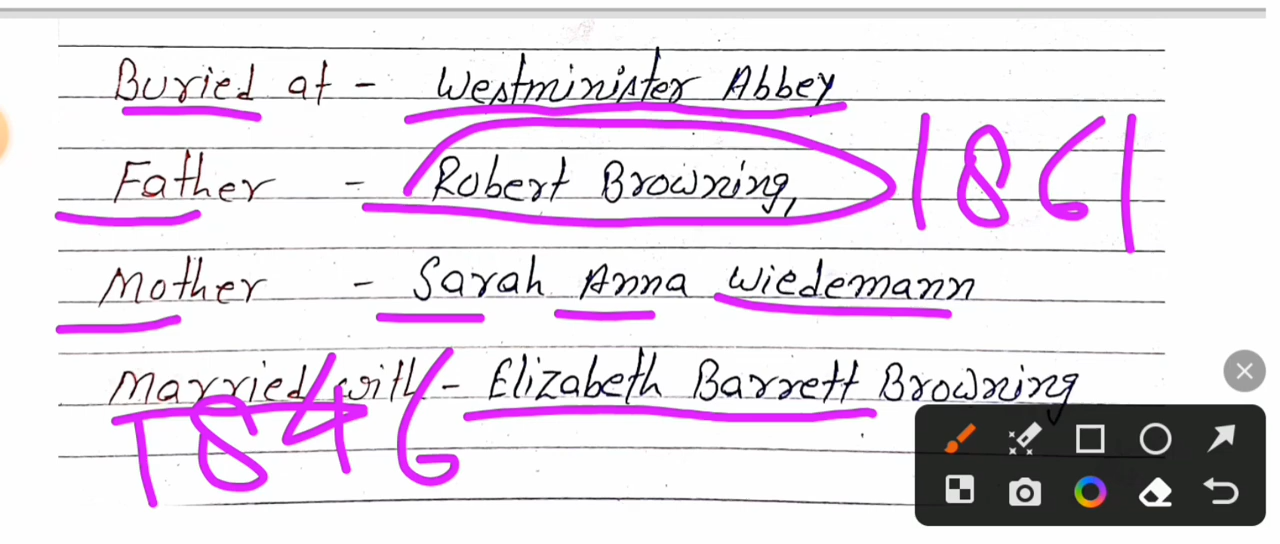 Buried at - Westminister Abbey
Father - Robert Browning, 1861
Mother - Sarah Anna Wiedemann
Married with - Elizabeth Barrett Browning
1846